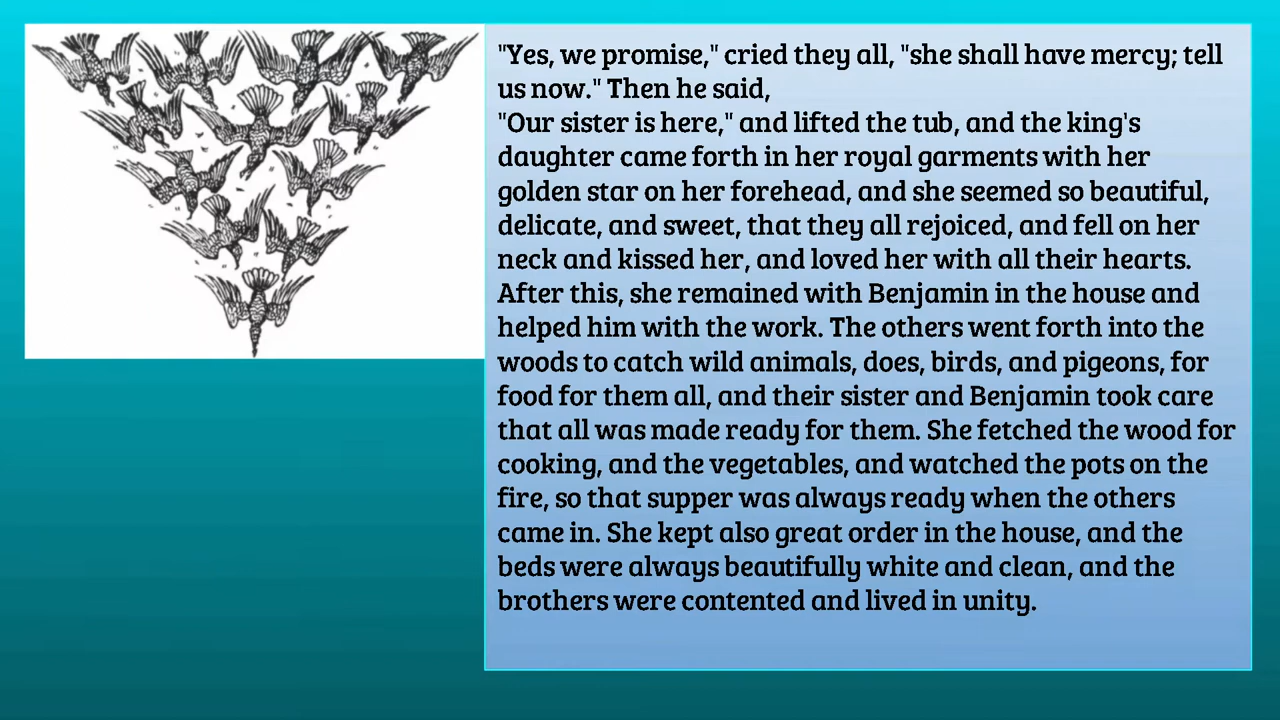 "Yes, we promise," cried they all, "she shall have mercy; tell
us now." Then he said,
"Our sister is here," and lifted the tub, and the king's
daughter came forth in her royal garments with her
golden star on her forehead, and she seemed so beautiful,
delicate, and sweet, that they all rejoiced, and fell on her
neck and kissed her, and loved her with all their hearts.
After this, she remained with Benjamin in the house and
helped him with the work. The others went forth into the
woods to catch wild animals, does, birds, and pigeons, for
food for them all, and their sister and Benjamin took care
that all was made ready for them. She fetched the wood for
cooking, and the vegetables, and watched the pots on the
fire, so that supper was always ready when the others
came in. She kept also great order in the house, and the
beds were always beautifully white and clean, and the
brothers were contented and lived in unity.